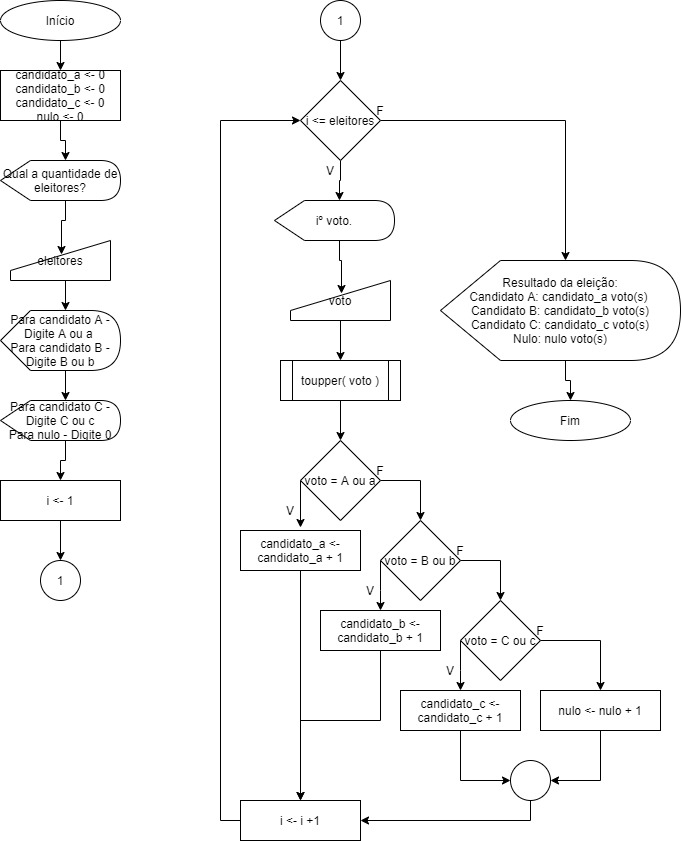 Início
candidato_a <- 0
candidato_b <- 0
candidato_c <- 0
nulo <- 0
Qual a quantidade de
eleitores?
eleitores
Para candidato A -
Digite A ou a
Para candidato B -
Digite B ou b
Para candidato C -
Digite C ou c
Para nulo - Digite 0
i <- 1
1
1
i <= eleitores
F
V
iº voto.
voto
toupper( voto )
voto = A ou a
F
V
candidato_a <-
candidato_a + 1
voto = B ou b
F
V
candidato_b <-
candidato_b + 1
voto = C ou c
F
V
candidato_c <-
candidato_c + 1
nulo <- nulo + 1
i <- i +1
Resultado da eleição:
Candidato A: candidato_a voto(s)
Candidato B: candidato_b voto(s)
Candidato C: candidato_c voto(s)
Nulo: nulo voto(s)
Fim